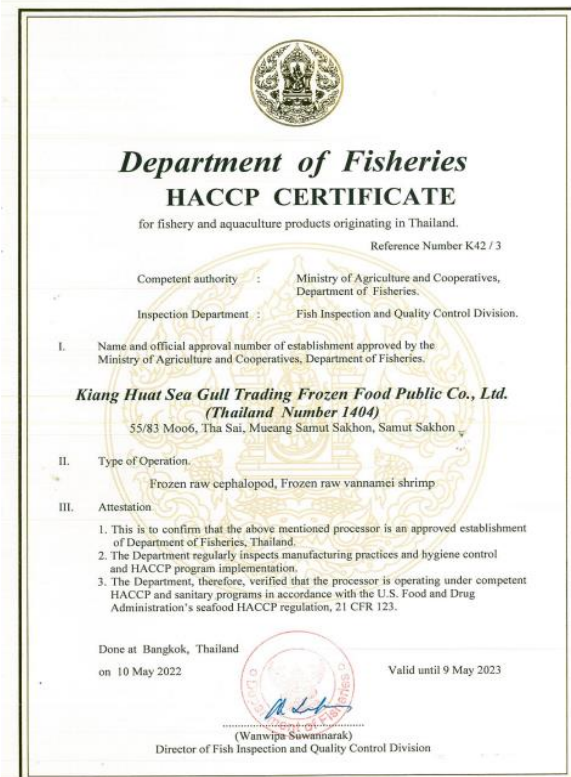 Department of Fisheries
HACCP CERTIFICATE
for fishery and aquaculture products originating in Thailand.
Reference Number K42 / 3
Competent authority : Ministry of Agriculture and Cooperatives,
Department of Fisheries.
Inspection Department : Fish Inspection and Quality Control Division.
I. Name and official approval number of establishment approved by the
Ministry of Agriculture and Cooperatives, Department of Fisheries.
Kiang Huat Sea Gull Trading Frozen Food Public Co., Ltd.
(Thailand Number 1404)
55/83 Moo6, Tha Sai, Mueang Samut Sakhon, Samut Sakhon
II. Type of Operation.
Frozen raw cephalopod, Frozen raw vannamei shrimp
III. Attestation
1. This is to confirm that the above mentioned processor is an approved establishment
of Department of Fisheries, Thailand.
2. The Department regularly inspects manufacturing practices and hygiene control
and HACCP program implementation.
3. The Department, therefore, verified that the processor is operating under competent
HACCP and sanitary programs in accordance with the U.S. Food and Drug
Administration's seafood HACCP regulation, 21 CFR 123.
Done at Bangkok, Thailand
on 10 May 2022 Valid until 9 May 2023
Department of Fisheries
(Wanwipa Suwannarak)
Director of Fish Inspection and Quality Control Division